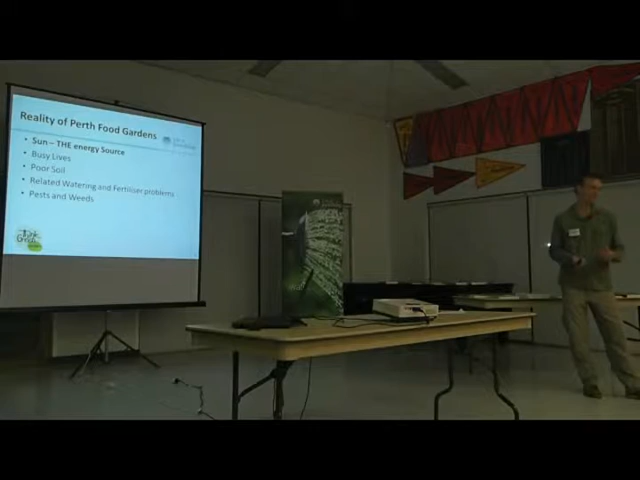 Reality of Perth Food Gardens
• Sun – THE energy Source
• Busy Lives
• Poor Soil
• Related Watering and Fertiliser problems
• Pests and Weeds